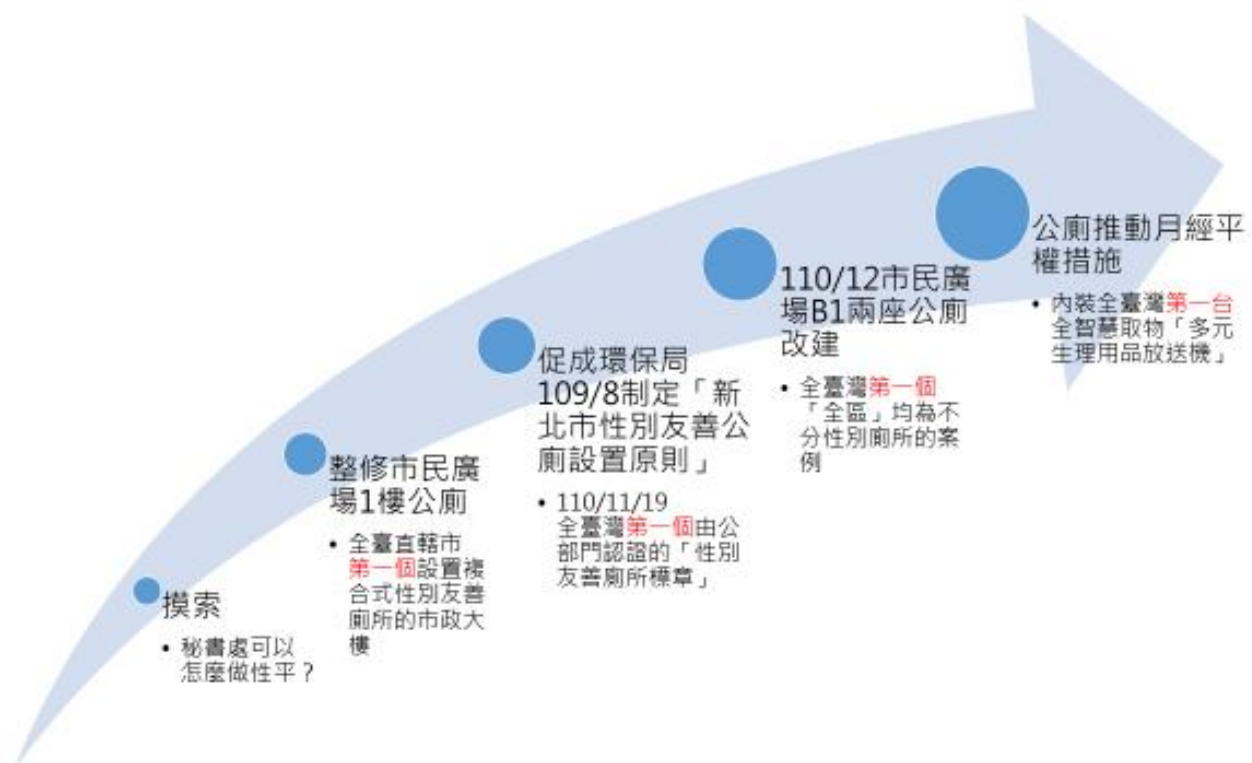 摸索
• 秘書處可以
怎麼做性平？
整修市民廣
場1樓公廁
• 全臺直轄市
第一個設置複
合式性別友善
廁所的市政大
樓
促成環保局
109/8制定「新
北市性別友善公
廁設置原則」
• 110/11/19
全臺灣第一個由公
部門認證的「性別
友善廁所標章」
110/12市民廣
場B1兩座公廁
改建
• 全臺灣第一個
「全區」均為不
分性別廁所的案
例
公廁推動月經平
權措施
• 內裝全臺灣第一台
全智慧取物「多元
生理用品放送機」